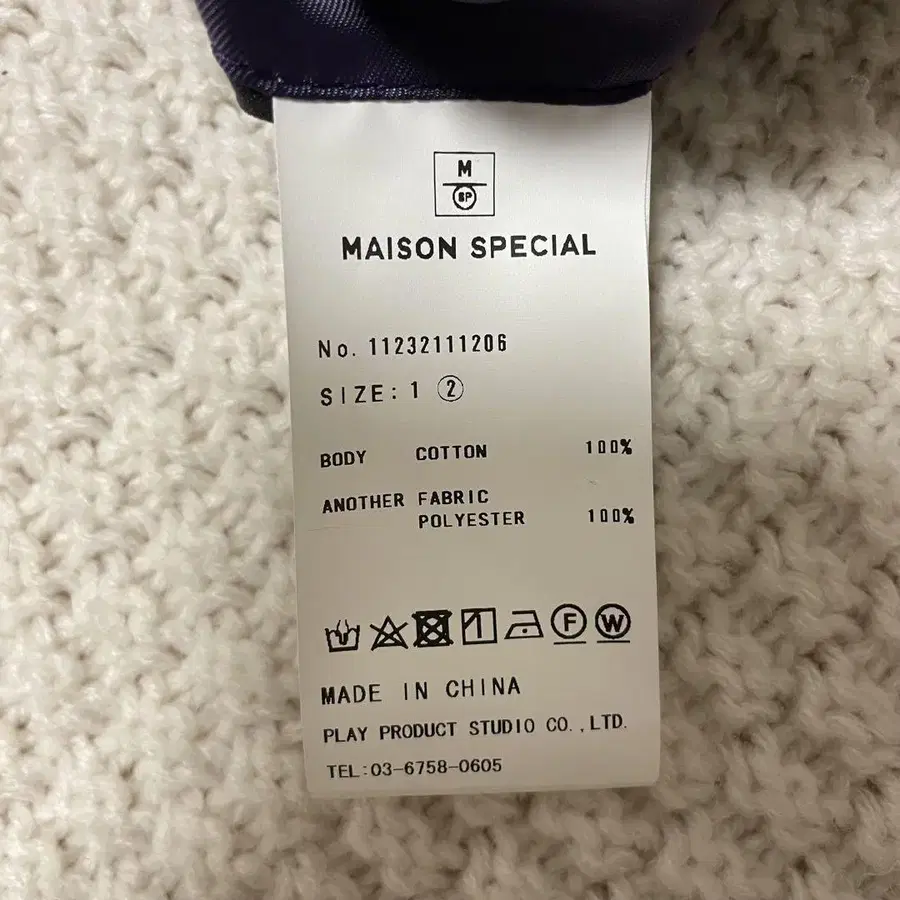 M
SP
MAISON SPECIAL
No. 11232111206
SIZE: 1 ②
BODY COTTON 100%
ANOTHER FABRIC
POLYESTER 100%
F W
MADE IN CHINA
PLAY PRODUCT STUDIO CO.,LTD.
TEL:03-6758-0605